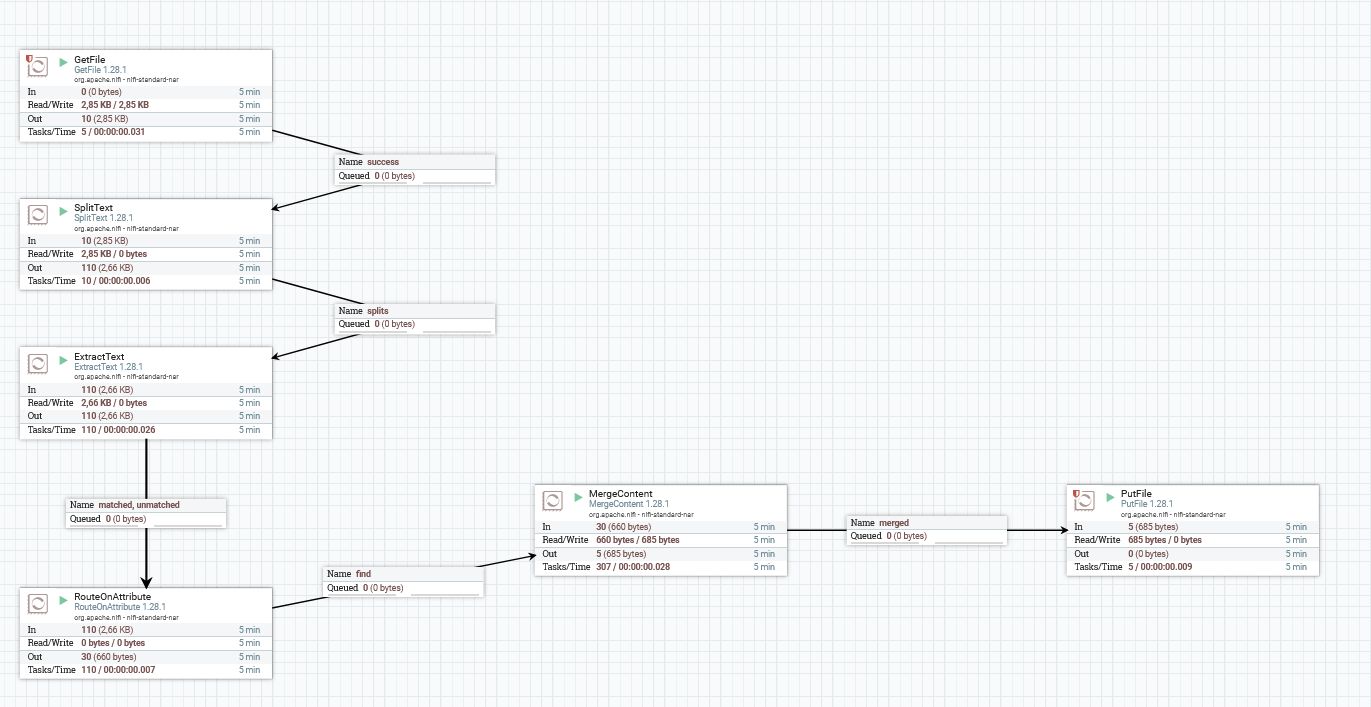 GetFile
GetFile 1.28.1
org.apache.nifi - nifi-standard-nar
In 0 (0 bytes) 5 min
Read/Write 2,85 KB / 2,85 KB 5 min
Out 10 (2,85 KB) 5 min
Tasks/Time 5 / 00:00:00.031 5 min
Name success
Queued 0 (0 bytes)
SplitText
SplitText 1.28.1
org.apache.nifi - nifi-standard-nar
In 10 (2,85 KB) 5 min
Read/Write 2,85 KB / 0 bytes 5 min
Out 110 (2,66 KB) 5 min
Tasks/Time 10 / 00:00:00.006 5 min
Name splits
Queued 0 (0 bytes)
ExtractText
ExtractText 1.28.1
org.apache.nifi - nifi-standard-nar
In 110 (2,66 KB) 5 min
Read/Write 2,66 KB / 0 bytes 5 min
Out 110 (2,66 KB) 5 min
Tasks/Time 110 / 00:00:00.026 5 min
Name matched, unmatched
Queued 0 (0 bytes)
RouteOnAttribute
RouteOnAttribute 1.28.1
org.apache.nifi - nifi-standard-nar
In 110 (2,66 KB) 5 min
Read/Write 0 bytes / 0 bytes 5 min
Out 30 (660 bytes) 5 min
Tasks/Time 110 / 00:00:00.007 5 min
Name find
Queued 0 (0 bytes)
MergeContent
MergeContent 1.28.1
org.apache.nifi - nifi-standard-nar
In 30 (660 bytes) 5 min
Read/Write 660 bytes / 685 bytes 5 min
Out 5 (685 bytes) 5 min
Tasks/Time 307 / 00:00:00.028 5 min
Name merged
Queued 0 (0 bytes)
PutFile
PutFile 1.28.1
org.apache.nifi - nifi-standard-nar
In 5 (685 bytes) 5 min
Read/Write 685 bytes / 0 bytes 5 min
Out 0 (0 bytes) 5 min
Tasks/Time 5 / 00:00:00.009 5 min